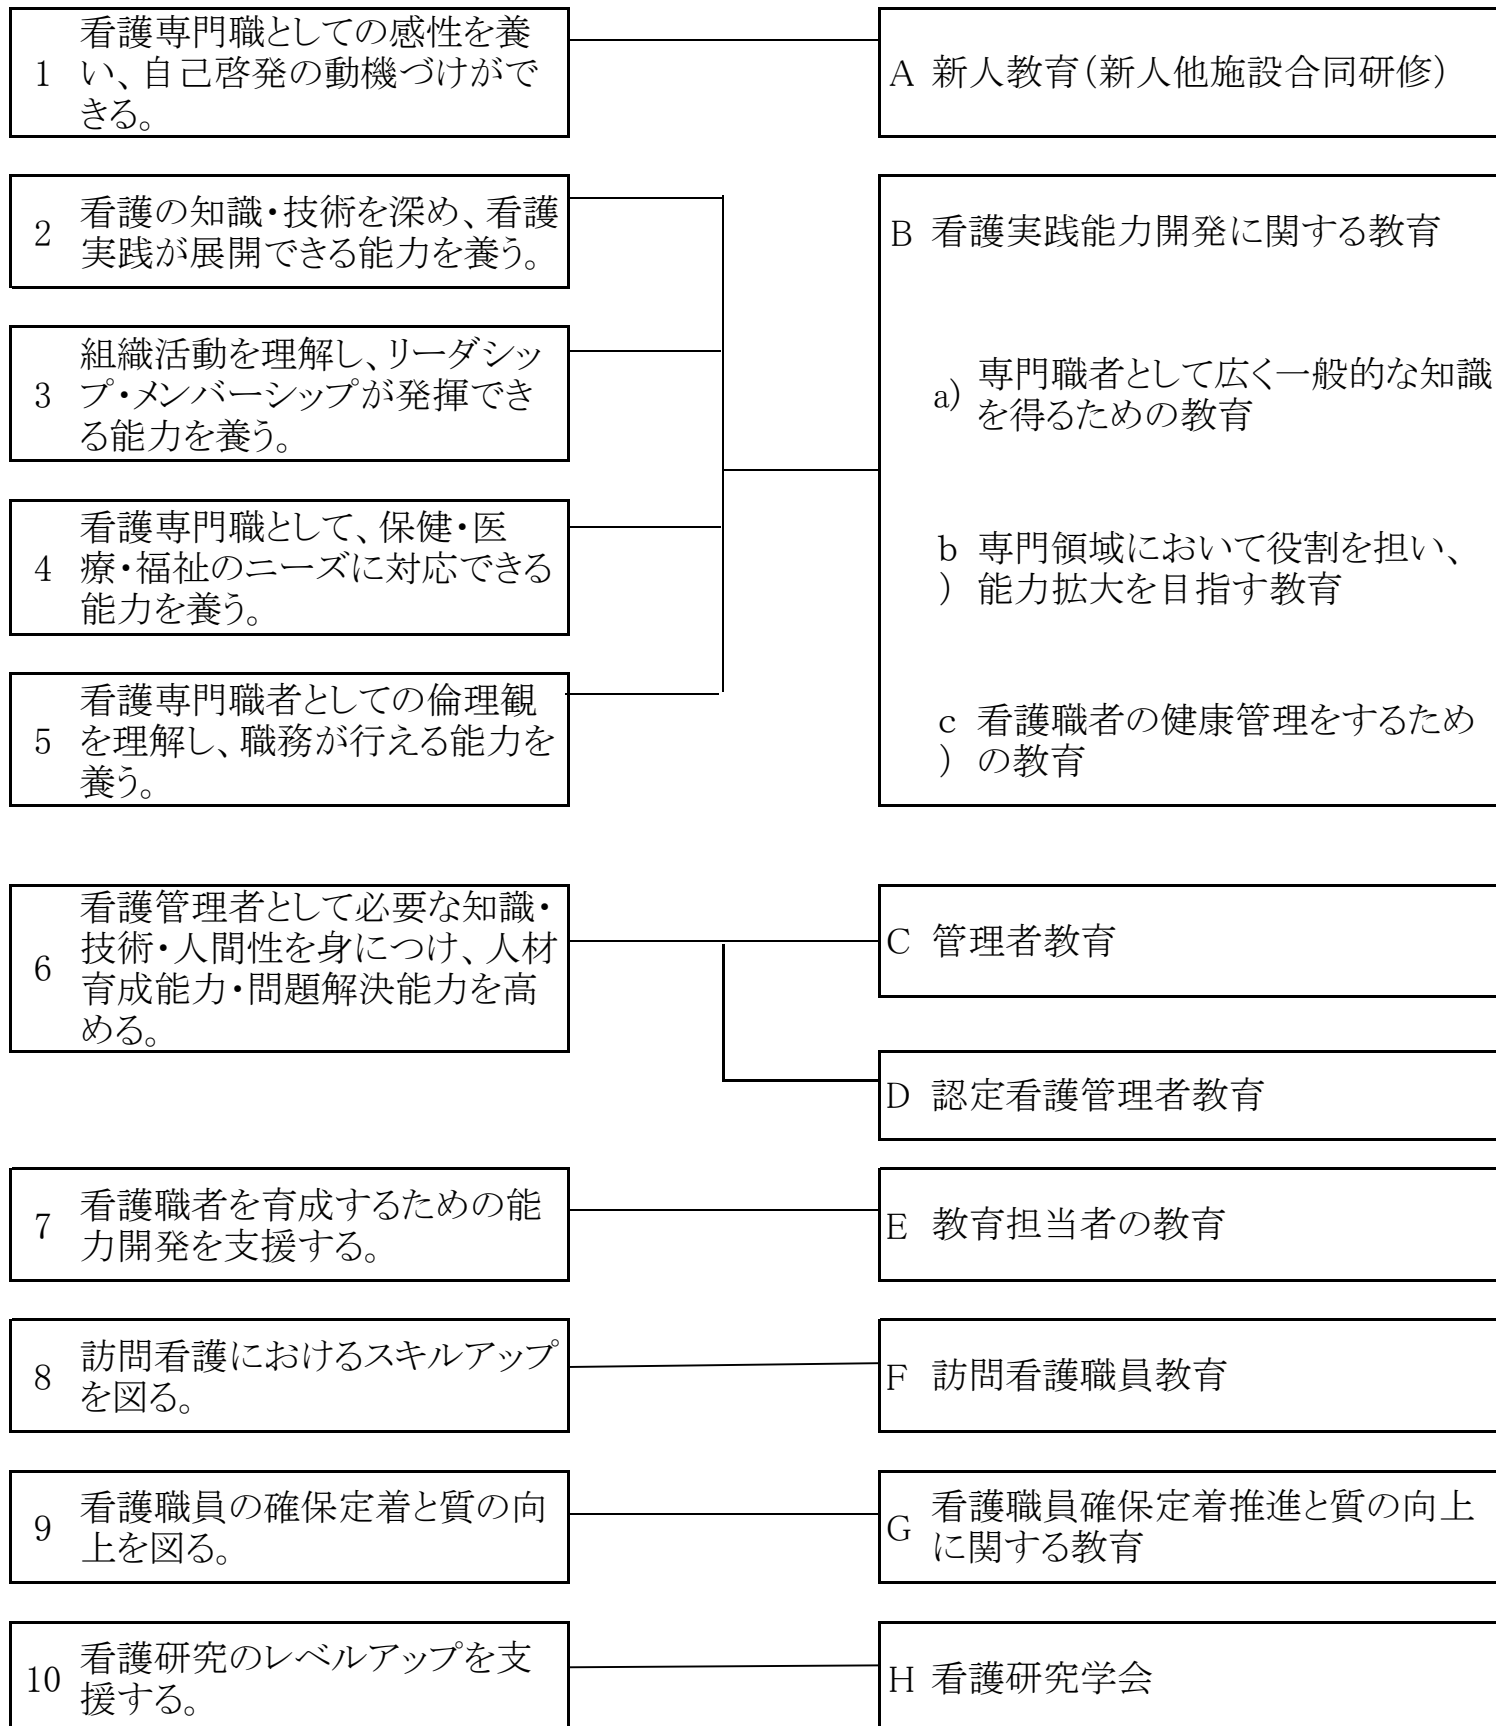 看護専門職としての感性を養
1 い、自己啓発の動機づけがで
きる。
A 新人教育（新人他施設合同研修）
2 看護の知識・技術を深め、看護
実践が展開できる能力を養う。
組織活動を理解し、リーダシッ
3 プ・メンバーシップが発揮でき
る能力を養う。
看護専門職として、保健・医
4 療・福祉のニーズに対応できる
能力を養う。
看護専門職者としての倫理観
5 を理解し、職務が行える能力を
養う。
B 看護実践能力開発に関する教育
a) 専門職者として広く一般的な知識
を得るための教育
b 専門領域において役割を担い、
) 能力拡大を目指す教育
c 看護職者の健康管理をするため
) の教育
看護管理者として必要な知識・
技術・人間性を身につけ、人材
6 育成能力・問題解決能力を高
める。
C 管理者教育
D 認定看護管理者教育
7 看護職者を育成するための能
力開発を支援する。
E 教育担当者の教育
8 訪問看護におけるスキルアップ
を図る。
F 訪問看護職員教育
9 看護職員の確保定着と質の向
上を図る。
G 看護職員確保定着推進と質の向上
に関する教育
10 看護研究のレベルアップを支
援する。
H 看護研究学会